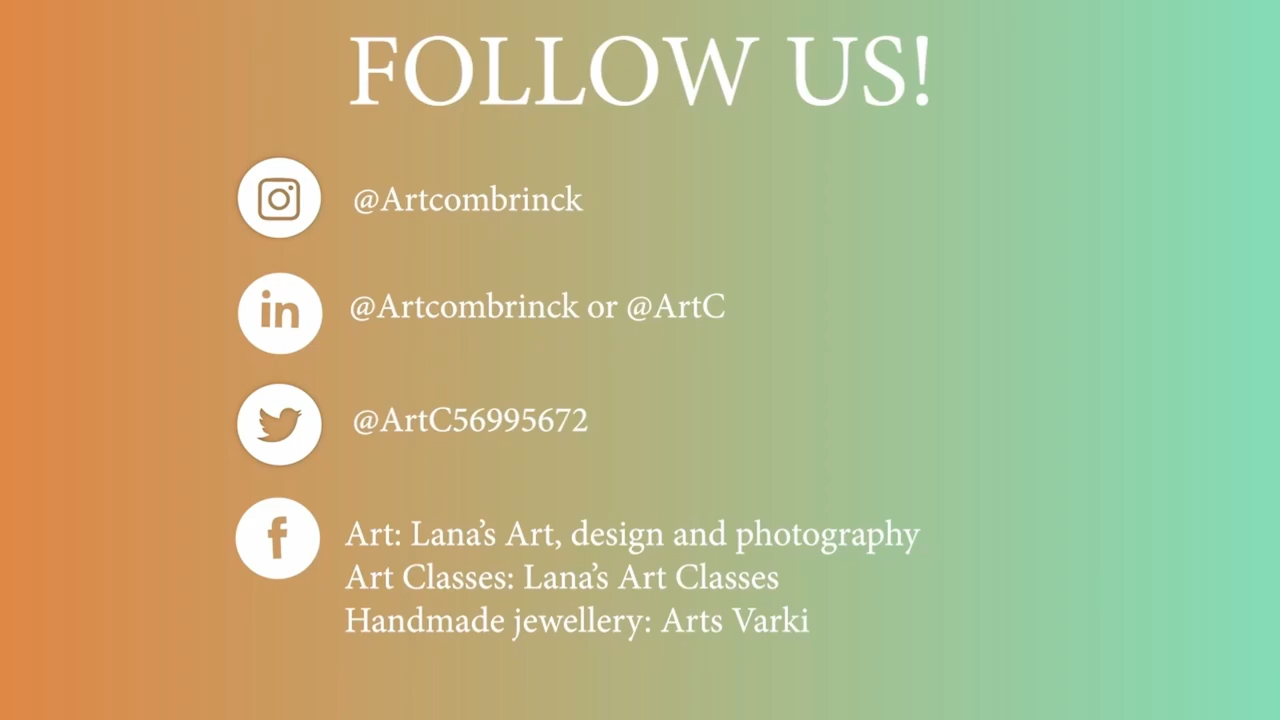 FOLLOW US!
@Artcombrinck
in
@Artcombrinck or @ArtC
@ArtC56995672
f
Art: Lana’s Art, design and photography
Art Classes: Lana’s Art Classes
Handmade jewellery: Arts Varki